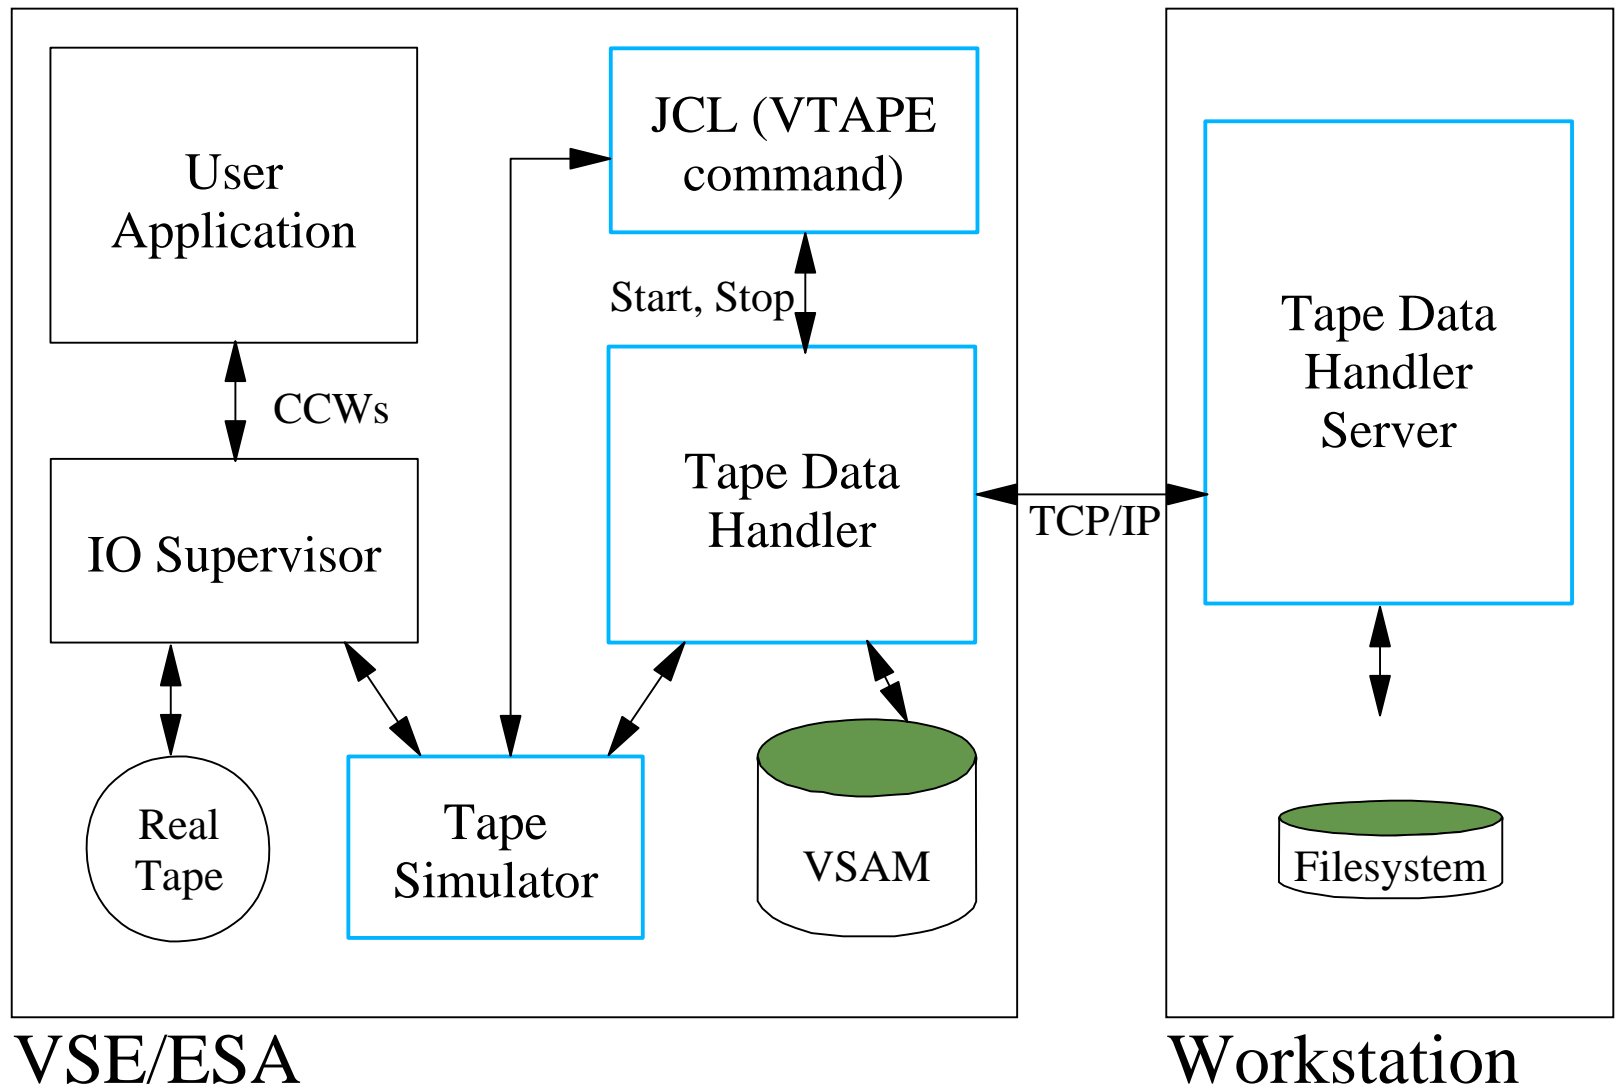 User
Application
JCL (VTAPE
command)
Start, Stop
CCWs
IO Supervisor
Tape Data
Handler
TCP/IP
Tape Data
Handler
Server
Real
Tape
Tape
Simulator
VSAM
Filesystem
VSE/ESA
Workstation